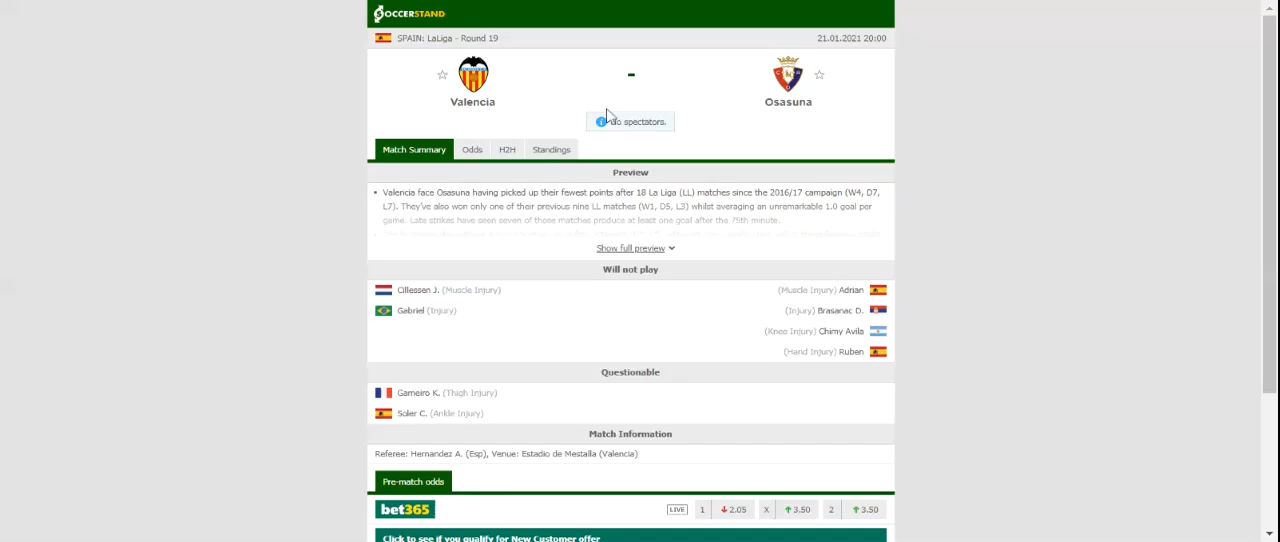 SOCCERSTAND
SPAIN: LaLiga - Round 19 21.01.2021 20:00
-
Valencia Osasuna
spectators.
Match Summary Odds H2H Standings
Preview
Valencia face Osasuna having picked up their fewest points after 18 La Liga (LL) matches since the 2016/17 campaign (W4, D7,
L7). They've also won only one of their previous nine LL matches (W1, D5, L3) whilst averaging an unremarkable 1.0 goal per
game. Late strikes have seen seven of those matches produce at least one goal after the 75th minute.
Show full preview
Will not play
Cillessen J. (Muscle Injury) (Muscle Injury) Adrian
Gabriel (Injury) (Injury) Brasanac D.
(Knee Injury) Chimy Avila
(Hand Injury) Ruben
Questionable
Gameiro K. (Thigh Injury)
Soler C. (Ankle Injury)
Match Information
Referee: Hernandez A. (Esp), Venue: Estadio de Mestalla (Valencia)
Pre-match odds
bet365 LIVE 1 2.05 X 3.50 2 3.50
Click to see if you qualify for New Customer offer